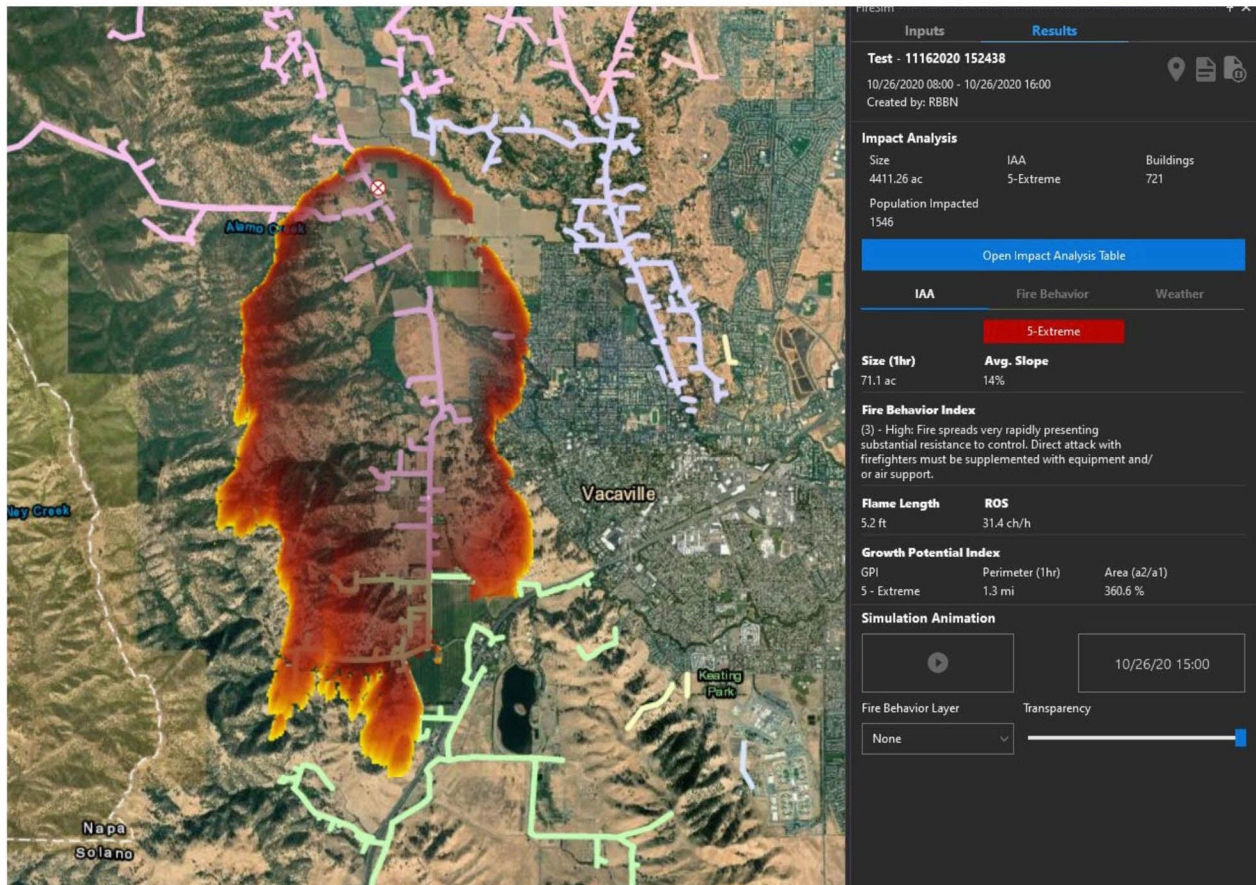 FireSim
Inputs
Results
Test - 11162020 152438
10/26/2020 08:00 - 10/26/2020 16:00
Created by: RBBN
Impact Analysis
Size
IAA
Buildings
4411.26 ac
5-Extreme
721
Population Impacted
1546
Open Impact Analysis Table
IAA
Fire Behavior
Weather
5-Extreme
Size (1hr)
Avg. Slope
71.1 ac
14%
Fire Behavior Index
(3) - High: Fire spreads very rapidly presenting
substantial resistance to control. Direct attack with
firefighters must be supplemented with equipment and/
or air support.
Flame Length
ROS
5.2 ft
31.4 ch/h
Growth Potential Index
GPI
Perimeter (1hr)
Area (a2/a1)
5 - Extreme
1.3 mi
360.6 %
Simulation Animation
10/26/20 15:00
Fire Behavior Layer
Transparency
None
Alamo Creek
Vacaville
Creek
Keating
Park
Napa
Solano